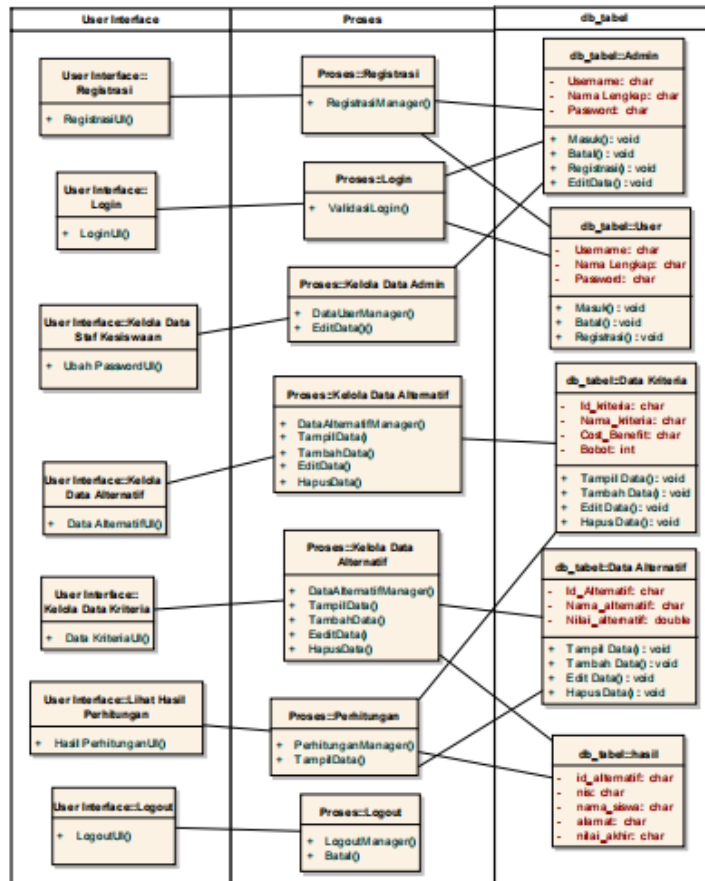 User Interface
Proses
db_tabel
User Interface::
Registrasi
+ RegistrasiUI()
User Interface::
Login
+ LoginUI()
User Interface::Kelola Data
Staf Kesiswaan
+ Ubah PasswordUI()
User Interface::Kelola
Data Alternatif
+ Data AlternatifUI()
User Interface::
Kelola Data Kriteria
+ Data KriteriaUI()
User Interface::Lihat Hasil
Perhitungan
+ Hasil PerhitunganUI()
User Interface::Logout
+ LogoutUI()
Proses::Registrasi
+ RegistrasiManager()
Proses::Login
+ ValidasiLogin()
Proses::Kelola Data Admin
+ DataUserManager()
+ EditData()()
Proses::Kelola Data Alternatif
+ DataAlternatifManager()
+ TampilData()
+ TambahData()
+ EditData()
+ HapusData()
Proses::Kelola Data
Alternatif
+ DataAlternatifManager()
+ TampilData()
+ TambahData()
+ EeditData()
+ HapusData()
Proses::Perhitungan
+ PerhitunganManager()
+ TampilData()
Proses::Logout
+ LogoutManager()
+ Batal()
db_tabel::Admin
- Username: char
- Nama Lengkap: char
- Password: char
+ Masuk() : void
+ Batal() : void
+ Registrasi() : void
+ EditData() : void
db_tabel::User
- Username: char
- Nama Lengkap: char
- Password: char
+ Masuk() : void
+ Batal() : void
+ Registrasi() : void
db_tabel::Data Kriteria
- Id_kriteria: char
- Nama_kriteria: char
- Cost_Benefit: char
- Bobot: int
+ Tampil Data() : void
+ Tambah Data() : void
+ Edit Data() : void
+ HapusData() : void
db_tabel::Data Alternatif
- Id_Alternatif: char
- Nama_alternatif: char
- Nilai_alternatif: double
+ Tampil Data() : void
+ Tambah Data() : void
+ Edit Data() : void
+ HapusData() : void
db_tabel::hasil
- id_alternatif: char
- nis: char
- nama_siswa: char
- alamat: char
- nilai_akhir: char